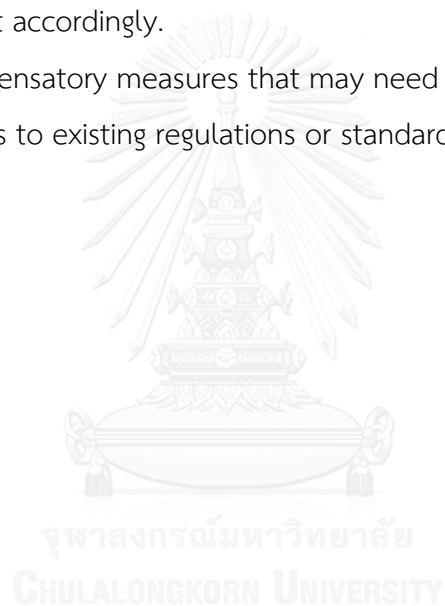 t accordingly.
ensatory measures that may need
s to existing regulations or standard
จุฬาลงกรณ์มหาวิทยาลัย
CHULALONGKORN UNIVERSITY